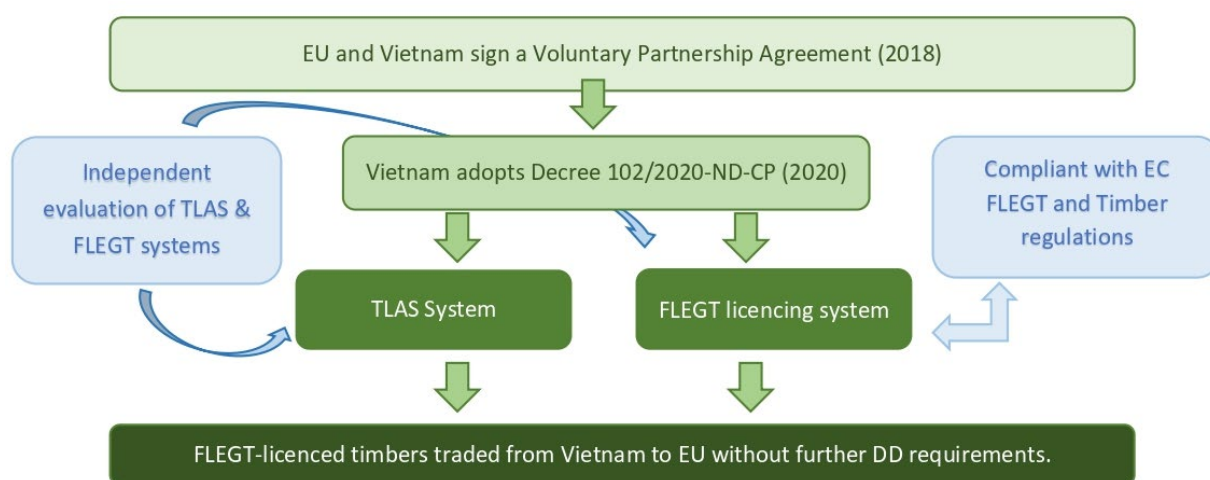 EU and Vietnam sign a Voluntary Partnership Agreement (2018)
Independent
evaluation of TLAS &
FLEGT systems
Vietnam adopts Decree 102/2020-ND-CP (2020)
Compliant with EC
FLEGT and Timber
regulations
TLAS System
FLEGT licencing system
FLEGT-licenced timbers traded from Vietnam to EU without further DD requirements.